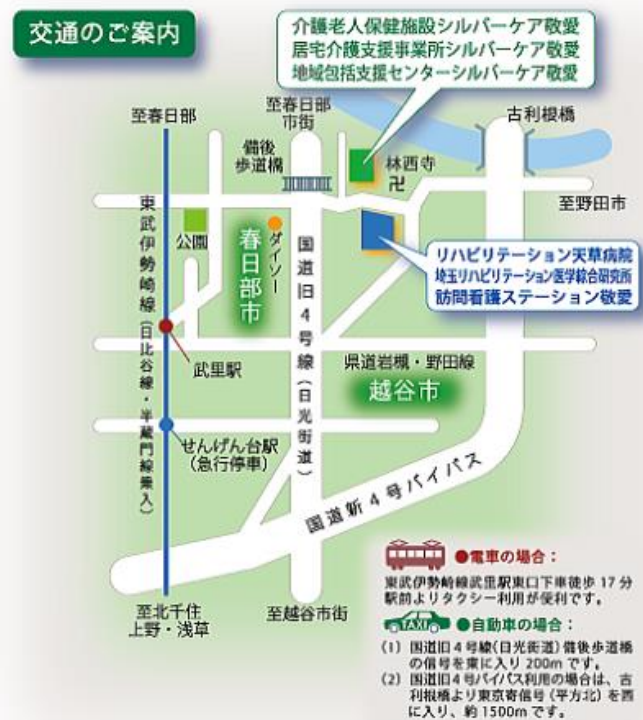 交通のご案内
介護老人保健施設シルバーケア敬愛
居宅介護支援事業所シルバーケア敬愛
地域包括支援センターシルバーケア敬愛
至春日部
至春日部
市街
古利根橋
備後
歩道橋
林西寺
卍
至野田市
公園
ダイソー
春日部市
東武伊勢崎線(日比谷線・半蔵門線乗入)
国道旧4号線(日光街道)
リハビリテーション天草病院
埼玉リハビリテーション医学綜合研究所
訪問看護ステーション敬愛
武里駅
県道岩槻・野田線
越谷市
せんげん台駅
(急行停車)
国道新4号バイパス
至北千住
上野・浅草
至越谷市街
●電車の場合：
東武伊勢崎線武里駅東口下車徒歩17分
駅前よりタクシー利用が便利です。
TAXI
●自動車の場合：
(1) 国道旧4号線(日光街道)備後歩道橋
の信号を東に入り200mです。
(2) 国道旧4号バイパス利用の場合は、古
利根橋より東京寄信号(平方北)を西
に入り、約1500mです。